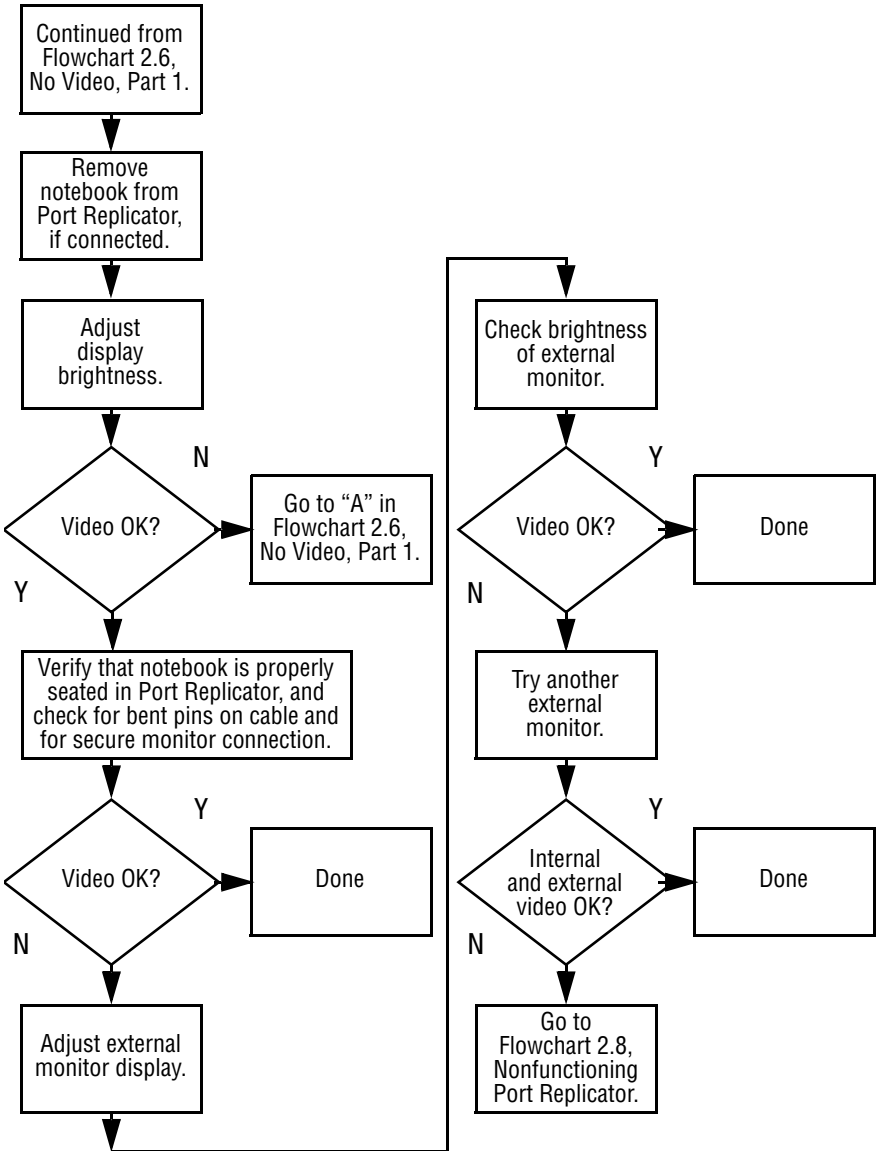 Continued from
Flowchart 2.6,
No Video, Part 1.
Remove
notebook from
Port Replicator,
if connected.
Adjust
display
brightness.
N
Video OK?
Go to “A” in
Flowchart 2.6,
No Video, Part 1.
Y
Verify that notebook is properly
seated in Port Replicator, and
check for bent pins on cable and
for secure monitor connection.
Y
Video OK?
Done
N
Adjust external
monitor display.
Check brightness
of external
monitor.
Y
Video OK?
Done
N
Try another
external
monitor.
Y
Internal
and external
video OK?
Done
N
Go to
Flowchart 2.8,
Nonfunctioning
Port Replicator.